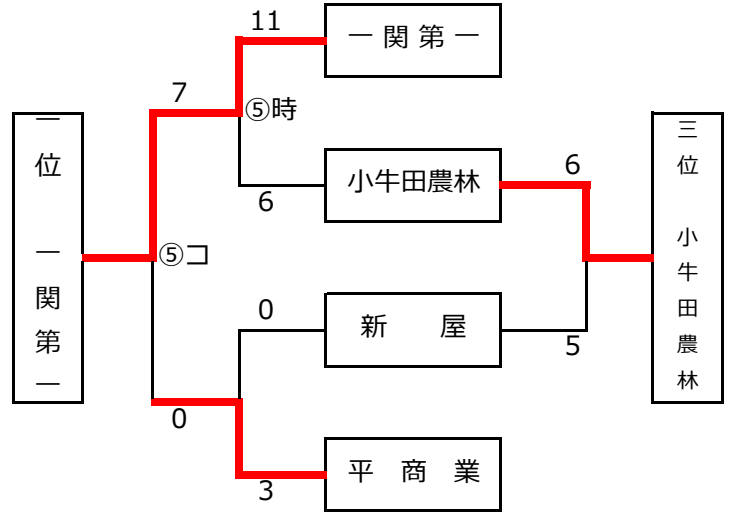 11
一関第一
7
⑤時
小牛田農林
6
6
一位　一関第一
三位　小牛田農林
⑤コ
0
新　屋
5
0
平商業
3